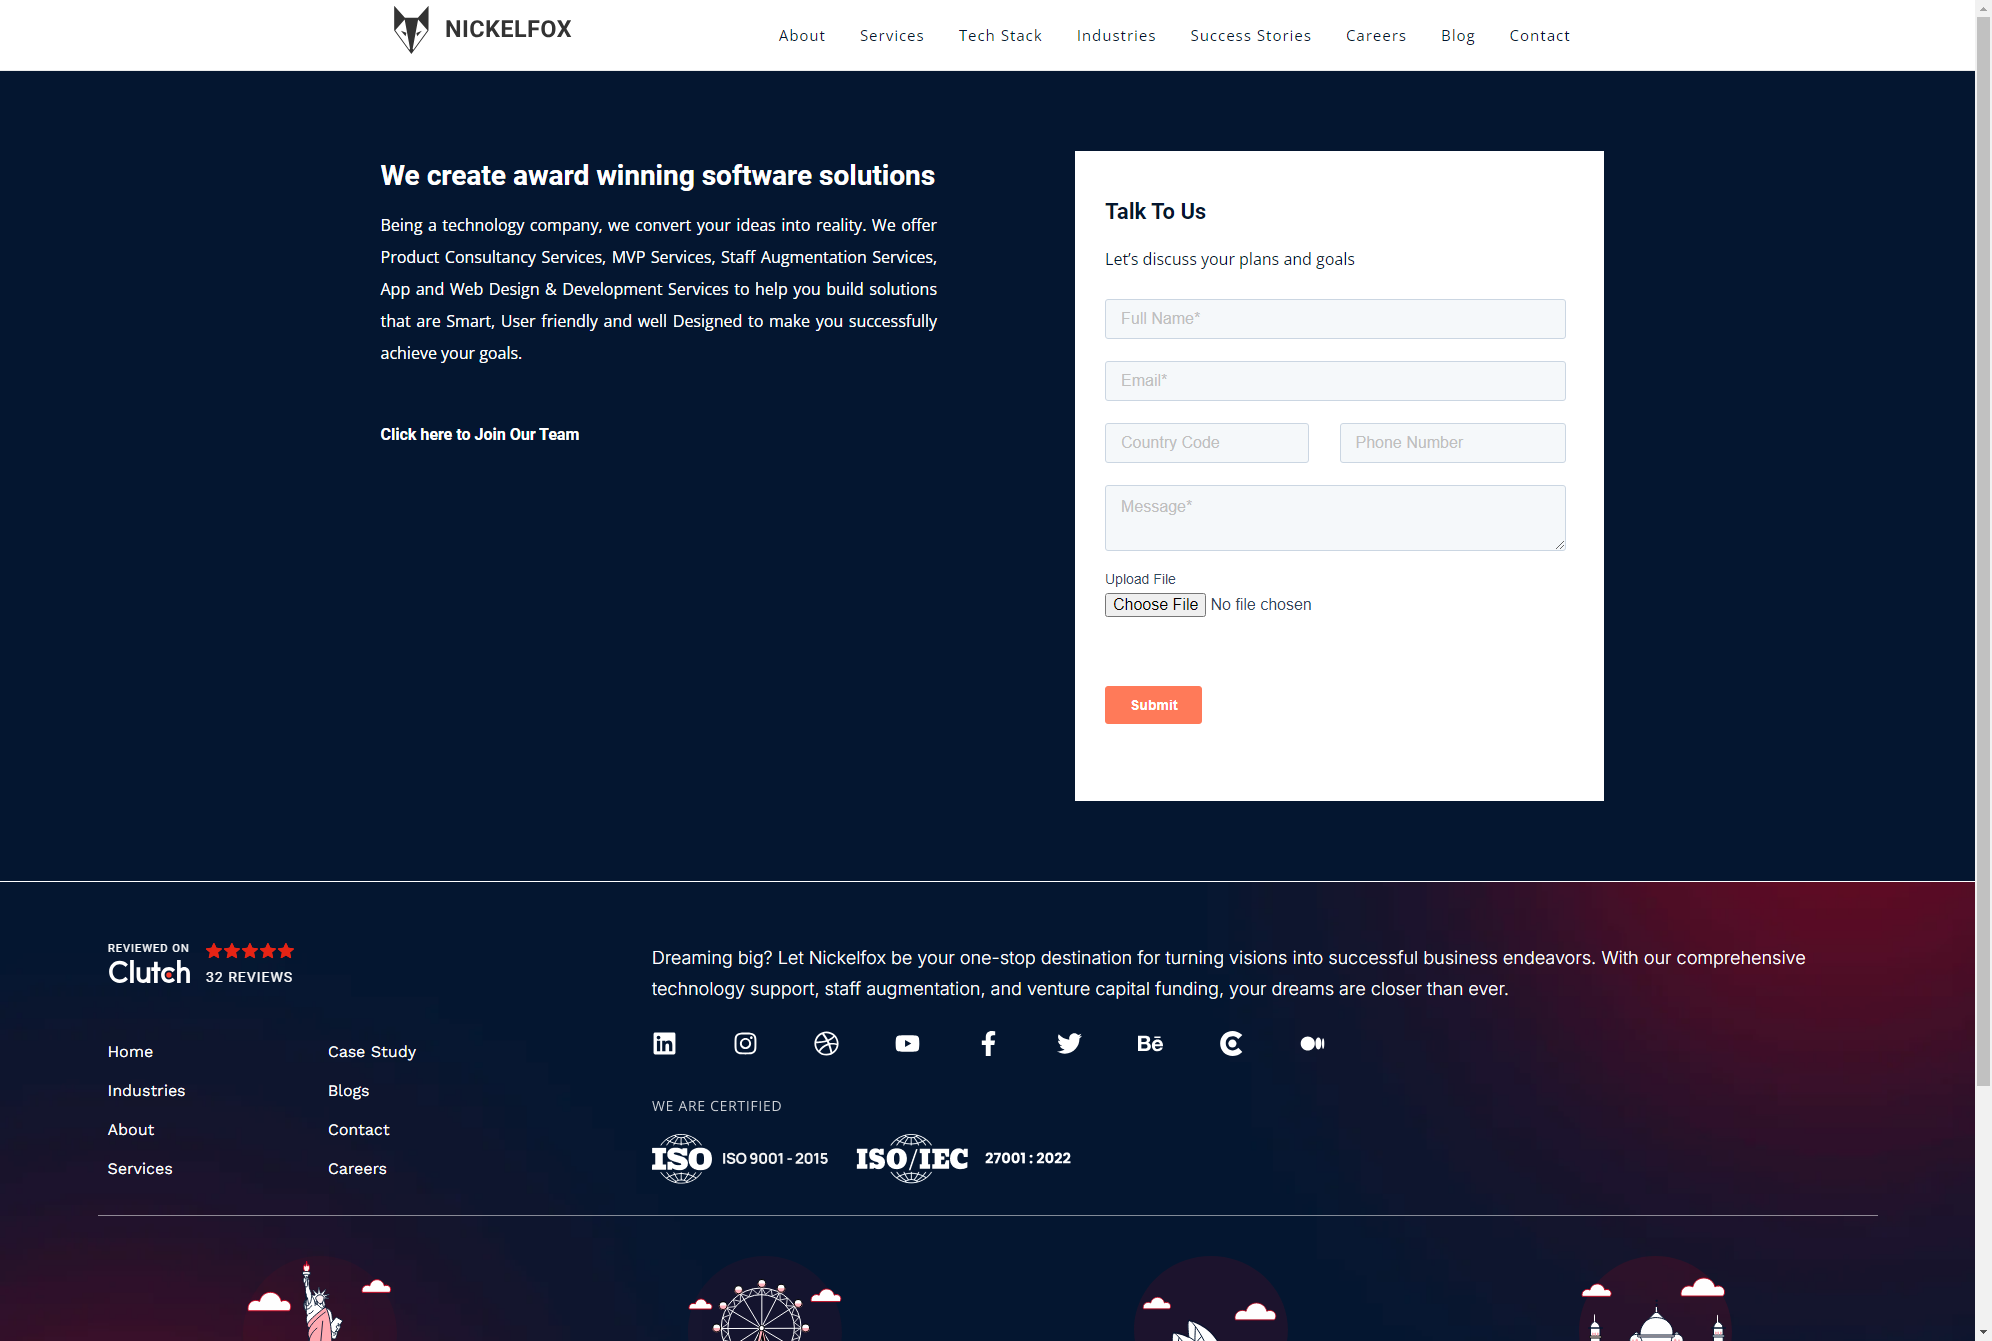 NICKELFOX
About
Services
Tech Stack
Industries
Success Stories
Careers
Blog
Contact
We create award winning software solutions
Being a technology company, we convert your ideas into reality. We offer
Product Consultancy Services, MVP Services, Staff Augmentation Services,
App and Web Design & Development Services to help you build solutions
that are Smart, User friendly and well Designed to make you successfully
achieve your goals.
Click here to Join Our Team
Talk To Us
Let's discuss your plans and goals
Full Name*
Email*
Country Code
Phone Number
Message*
Upload File
Choose File No file chosen
Submit
REVIEWED ON
Clutch
32 REVIEWS
Home
Industries
About
Services
Case Study
Blogs
Contact
Careers
Dreaming big? Let Nickelfox be your one-stop destination for turning visions into successful business endeavors. With our comprehensive
technology support, staff augmentation, and venture capital funding, your dreams are closer than ever.
WE ARE CERTIFIED
ISO ISO 9001 - 2015
ISO/IEC 27001 : 2022